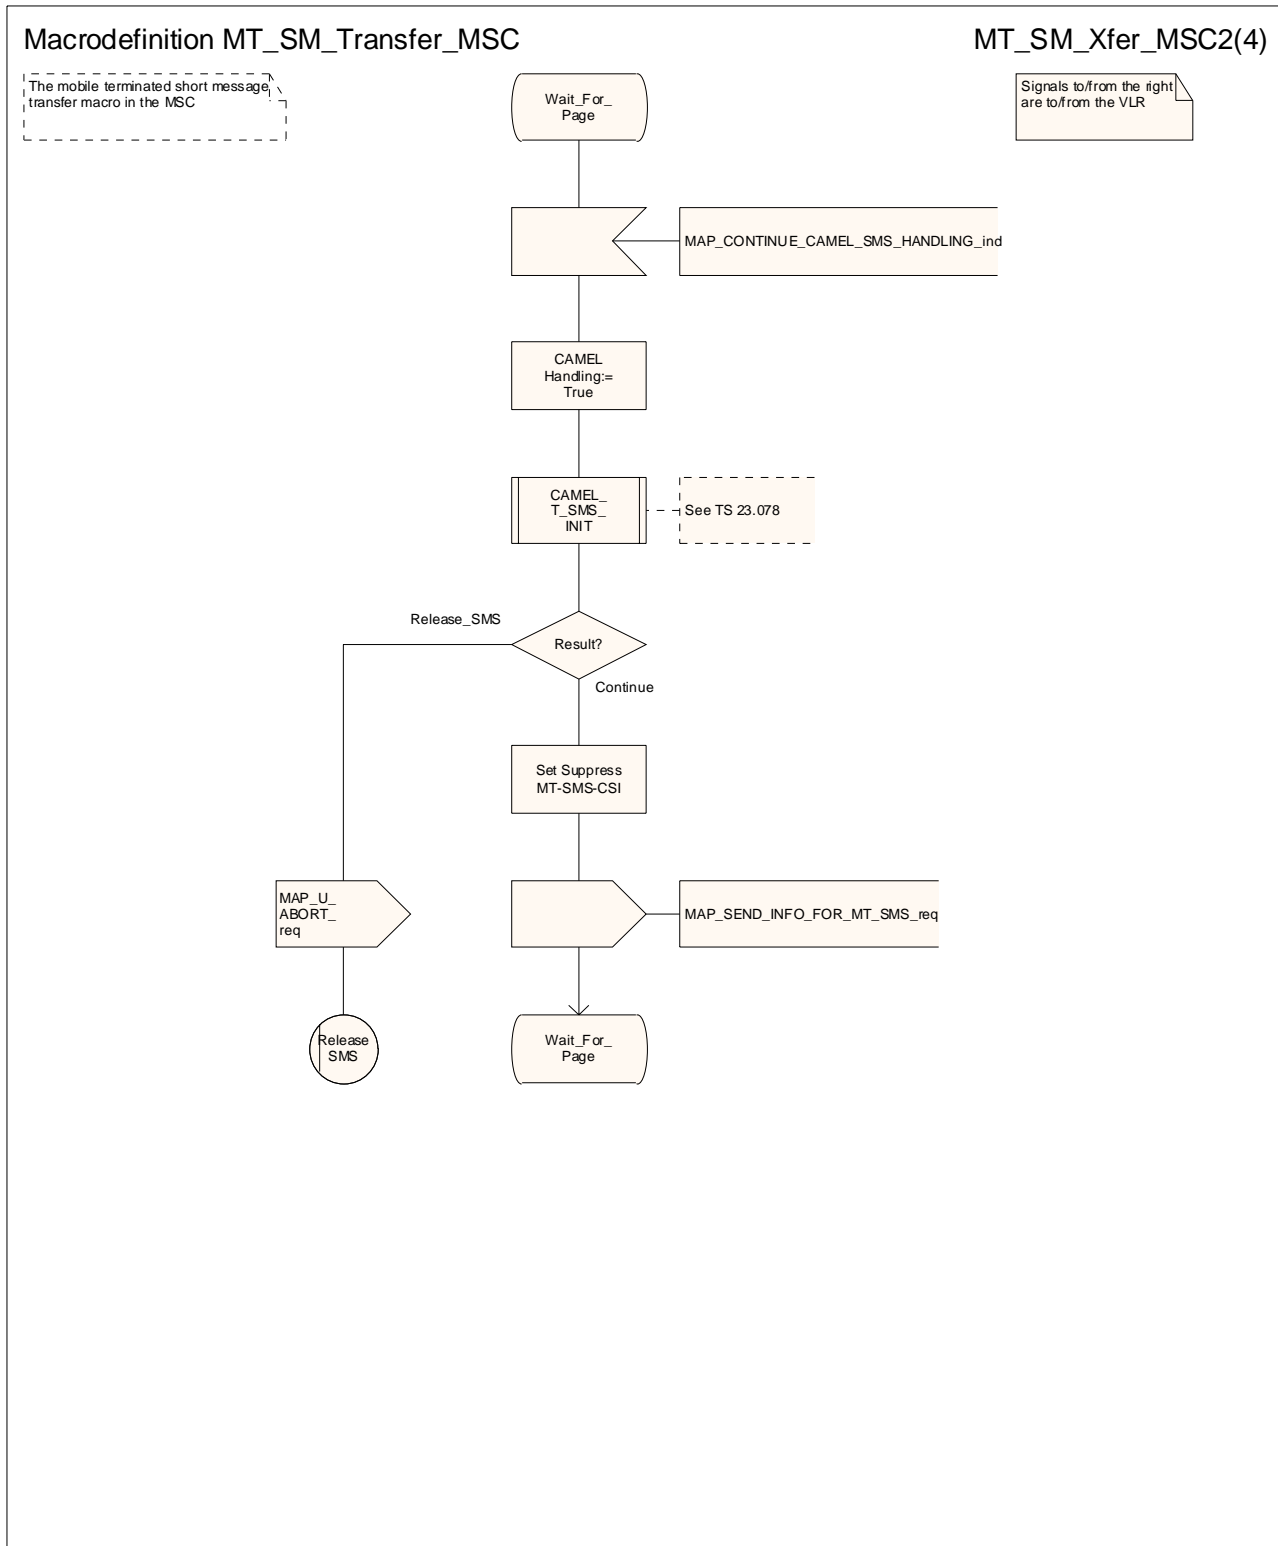 Macrodefinition MT_SM_Transfer_MSC
MT_SM_Xfer_MSC2(4)
The mobile terminated short message
transfer macro in the MSC
Signals to/from the right
are to/from the VLR
Wait_For_
Page
MAP_CONTINUE_CAMEL_SMS_HANDLING_ind
CAMEL
Handling:=
True
CAMEL_
T_SMS_
INIT
See TS 23.078
Release_SMS
Result?
Continue
Set Suppress
MT-SMS-CSI
MAP_U_
ABORT_
req
MAP_SEND_INFO_FOR_MT_SMS_req
Release
SMS
Wait_For_
Page